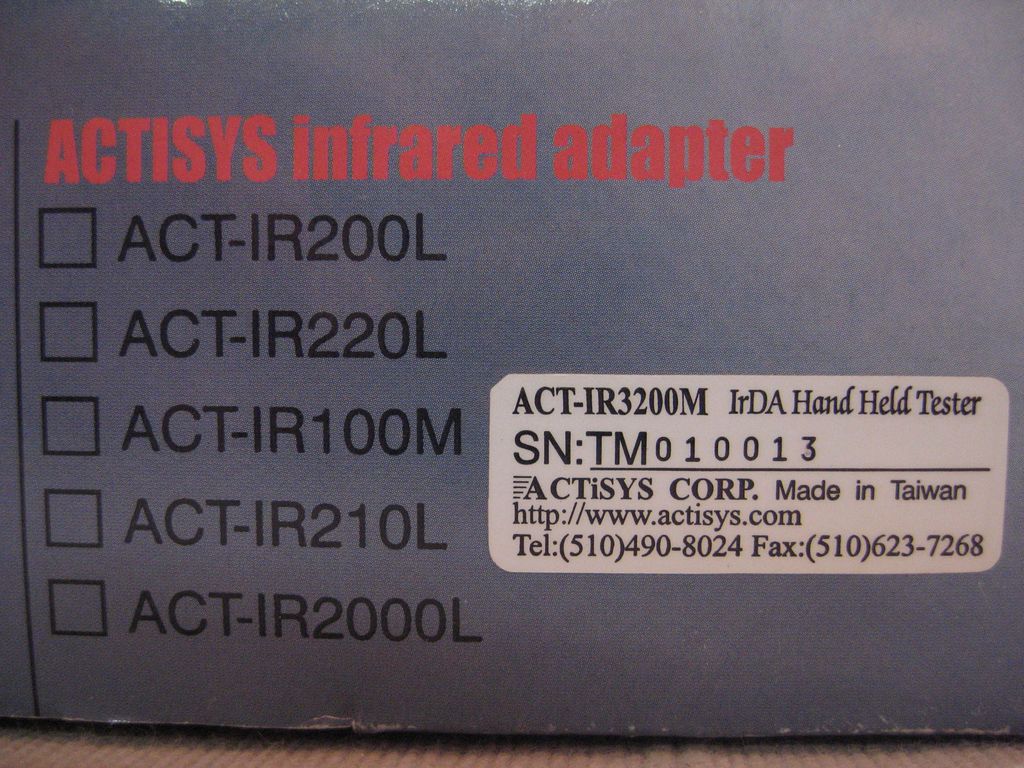 ACTISYS infrared adapter
ACT-IR200L
ACT-IR220L
ACT-IR100M
ACT-IR210L
ACT-IR2000L
ACT-IR3200M IrDA Hand Held Tester
SN:TM010013
ACTiSYS CORP. Made in Taiwan
http://www.actisys.com
Tel:(510)490-8024 Fax:(510)623-7268